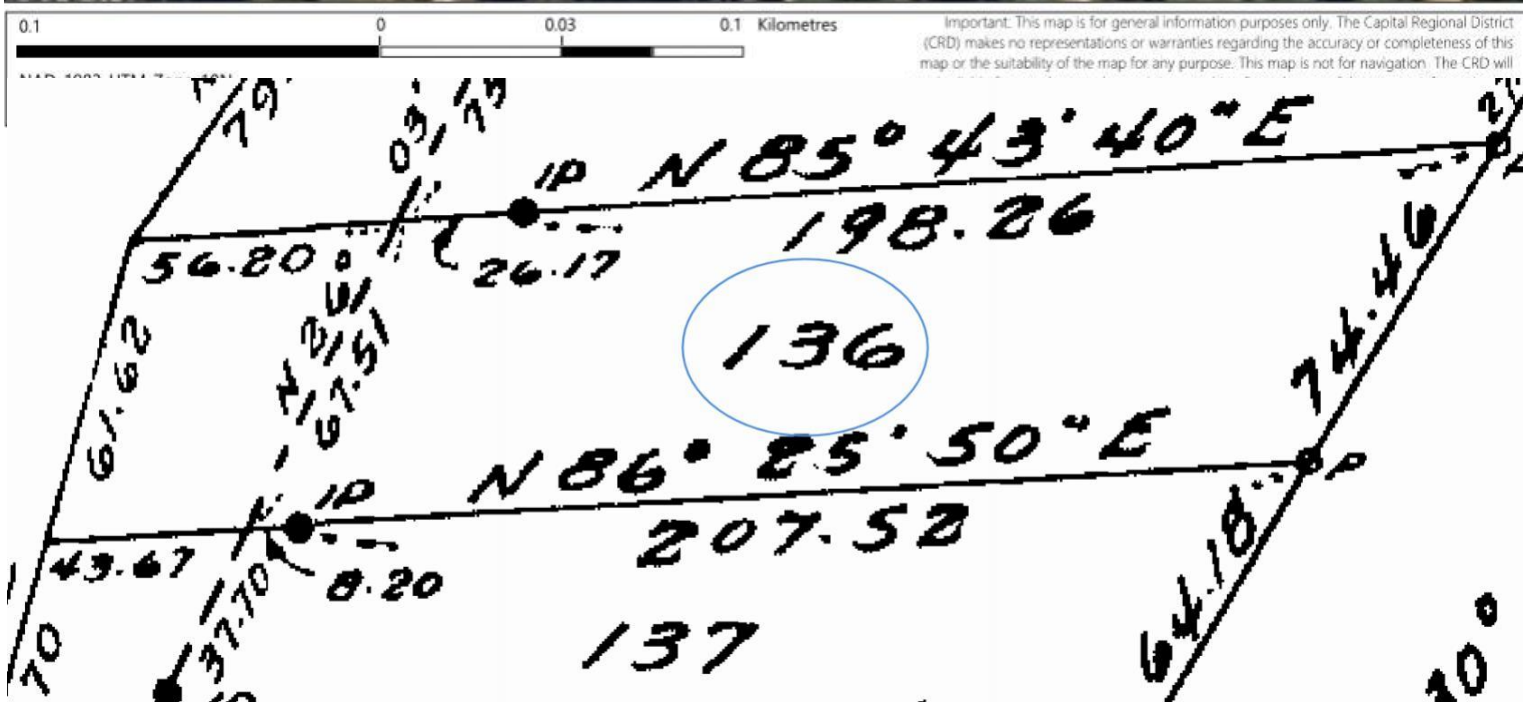 0.1 0 0.03 0.1 Kilometres
Important: This map is for general information purposes only. The Capital Regional District
(CRD) makes no representations or warranties regarding the accuracy or completeness of this
map or the suitability of the map for any purpose. This map is not for navigation. The CRD will
79
03'
75
IP
N 85° 43' 40" E
198.26
56.20
26.17
61.62
67.51
136
74.46
N 86° 25' 50" E
IP
207.52
43.67
8.20
37.70
137
64.18
70